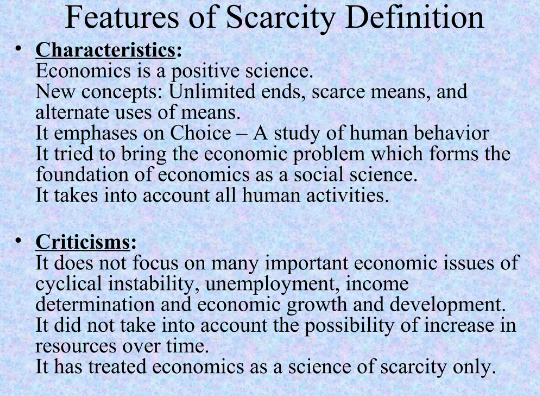 Features of Scarcity Definition
• Characteristics:
Economics is a positive science.
New concepts: Unlimited ends, scarce means, and
alternate uses of means.
It emphases on Choice – A study of human behavior
It tried to bring the economic problem which forms the
foundation of economics as a social science.
It takes into account all human activities.
• Criticisms:
It does not focus on many important economic issues of
cyclical instability, unemployment, income
determination and economic growth and development.
It did not take into account the possibility of increase in
resources over time.
It has treated economics as a science of scarcity only.